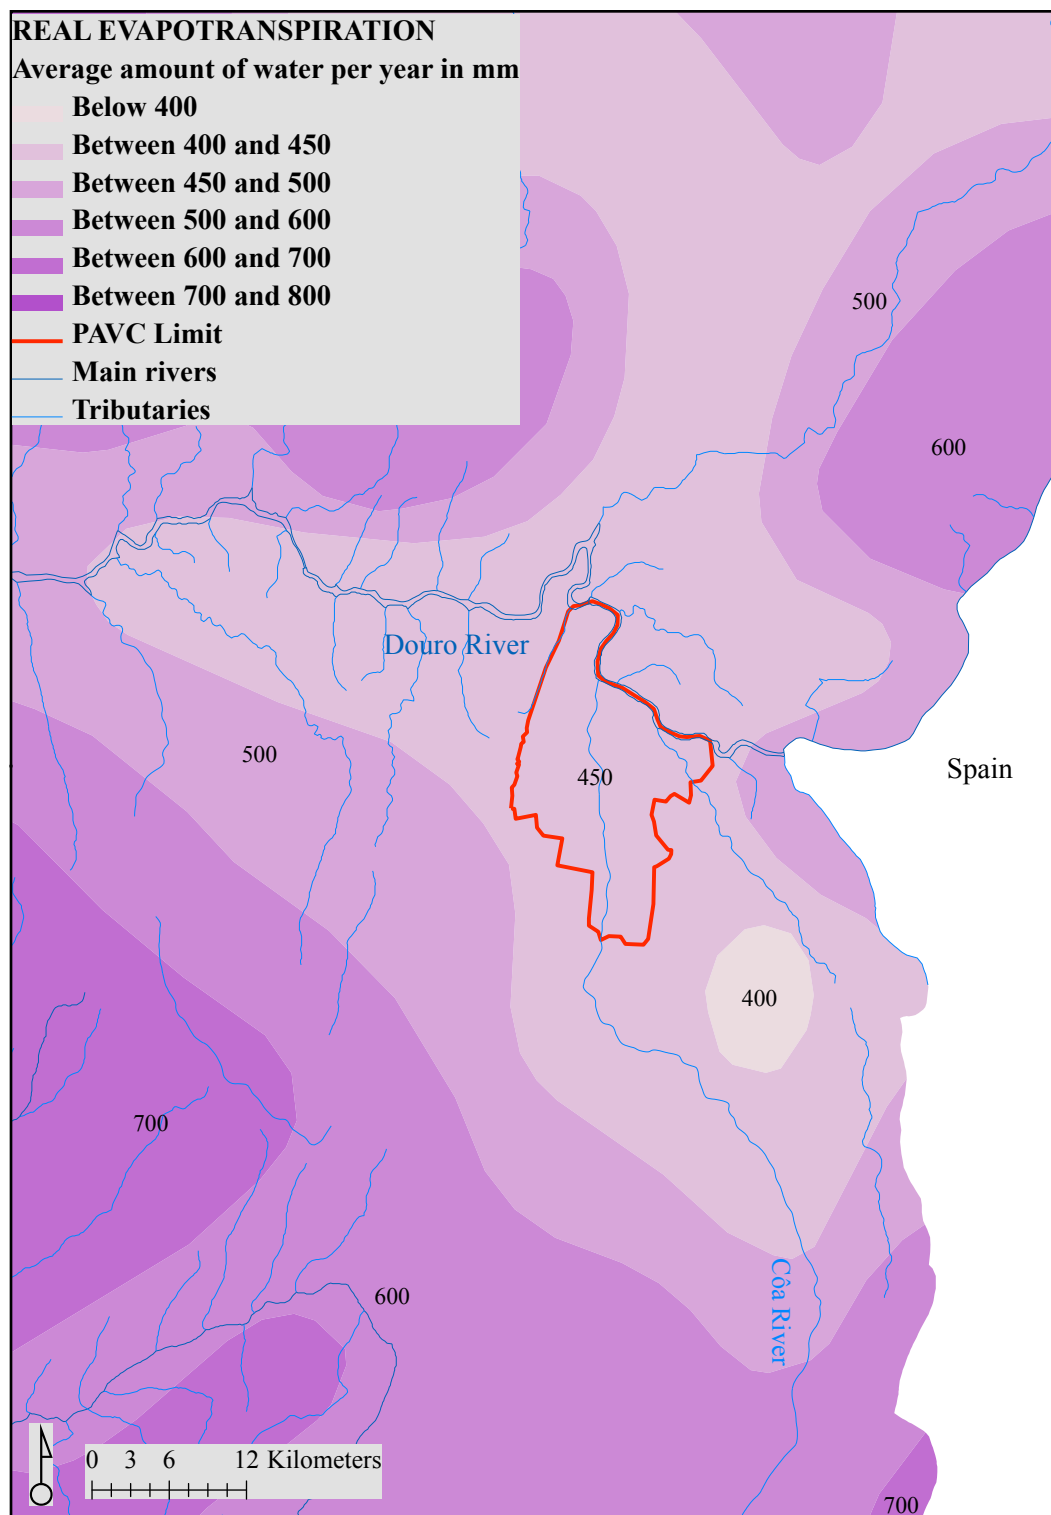 REAL EVAPOTRANSPIRATION
Average amount of water per year in mm
Below 400
Between 400 and 450
Between 450 and 500
Between 500 and 600
Between 600 and 700
Between 700 and 800
PAVC Limit
Main rivers
Tributaries
500
600
Douro River
500
450
Spain
400
700
600
Côa River
0 3 6 12 Kilometers
700